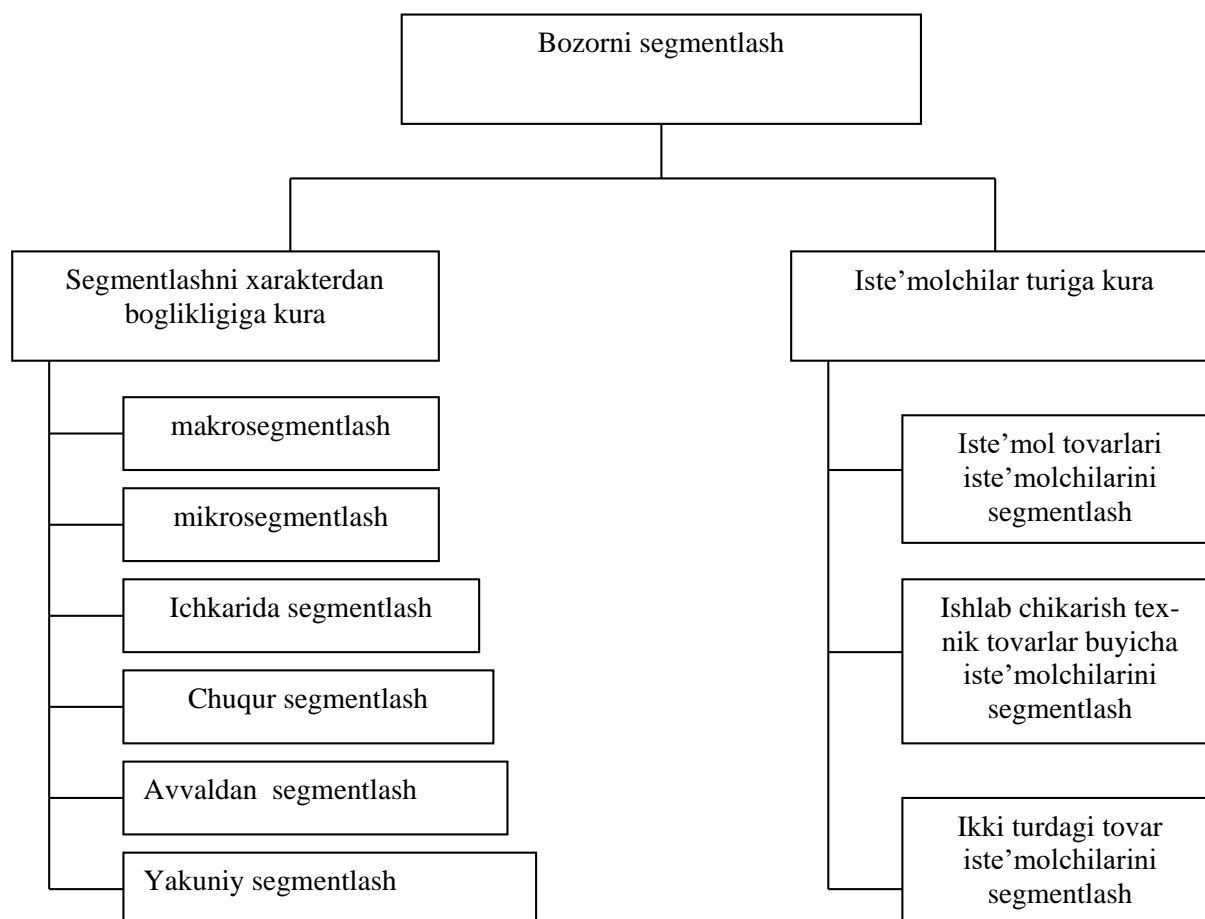 Bozorni segmentlash
Segmentlashni xarakterdan
boglikligiga kura
makrosegmentlash
mikrosegmentlash
Ichkarida segmentlash
Chuqur segmentlash
Avvaldan  segmentlash
Yakuniy segmentlash
Iste’molchilar turiga kura
Iste’mol tovarlari
iste’molchilarini
segmentlash
Ishlab chikarish tex-
nik tovarlar buyicha
iste’molchilarini
segmentlash
Ikki turdagi tovar
iste’molchilarini
segmentlash